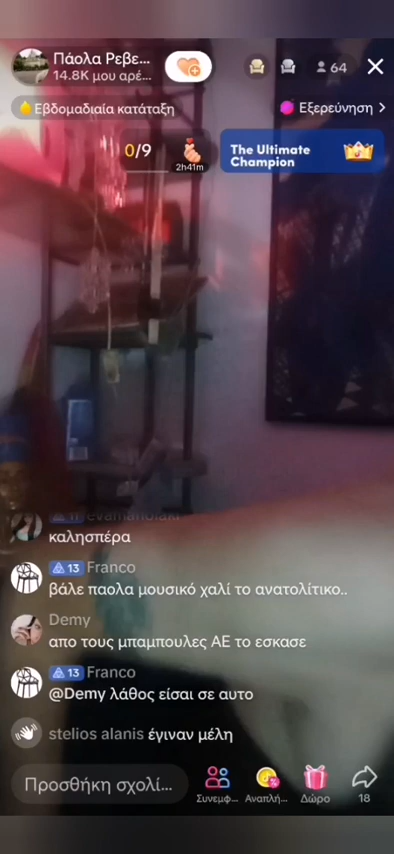 Πάολα Ρεβε...
14.8K μου αρέ...
64
Εβδομαδιαία κατάταξη
Εξερεύνηση
0/9
2h41m
The Ultimate
Champion
11 evamanolaki
καλησπέρα
13 Franco
βάλε παολα μουσικό χαλί το ανατολίτικο..
Demy
απο τους μπαμπουλες ΑΕ το εσκασε
13 Franco
@Demy λάθος είσαι σε αυτο
stelios alanis έγιναν μέλη
Προσθήκη σχολί...
Συνεμφ...
Αναπλή...
Δώρο
18